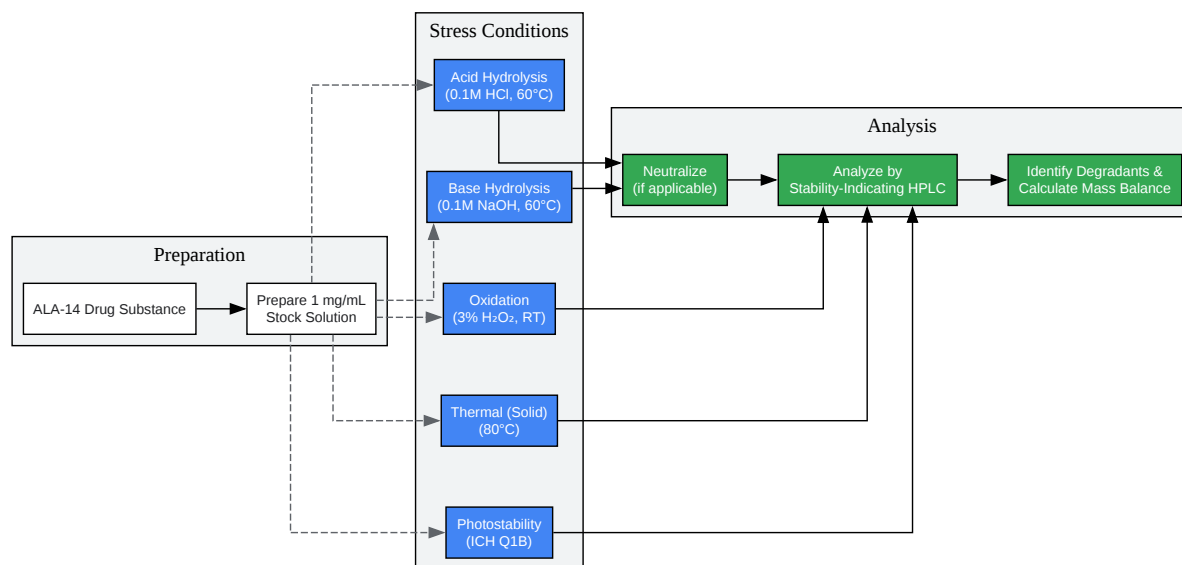 Stress Conditions
Acid Hydrolysis
(0.1M HCl, 60°C)
Base Hydrolysis
(0.1M NaOH, 60°C)
Oxidation
(3% H₂O₂, RT)
Thermal (Solid)
(80°C)
Photostability
(ICH Q1B)
Preparation
ALA-14 Drug Substance
Prepare 1 mg/mL
Stock Solution
Analysis
Neutralize
(if applicable)
Analyze by
Stability-Indicating HPLC
Identify Degradants &
Calculate Mass Balance